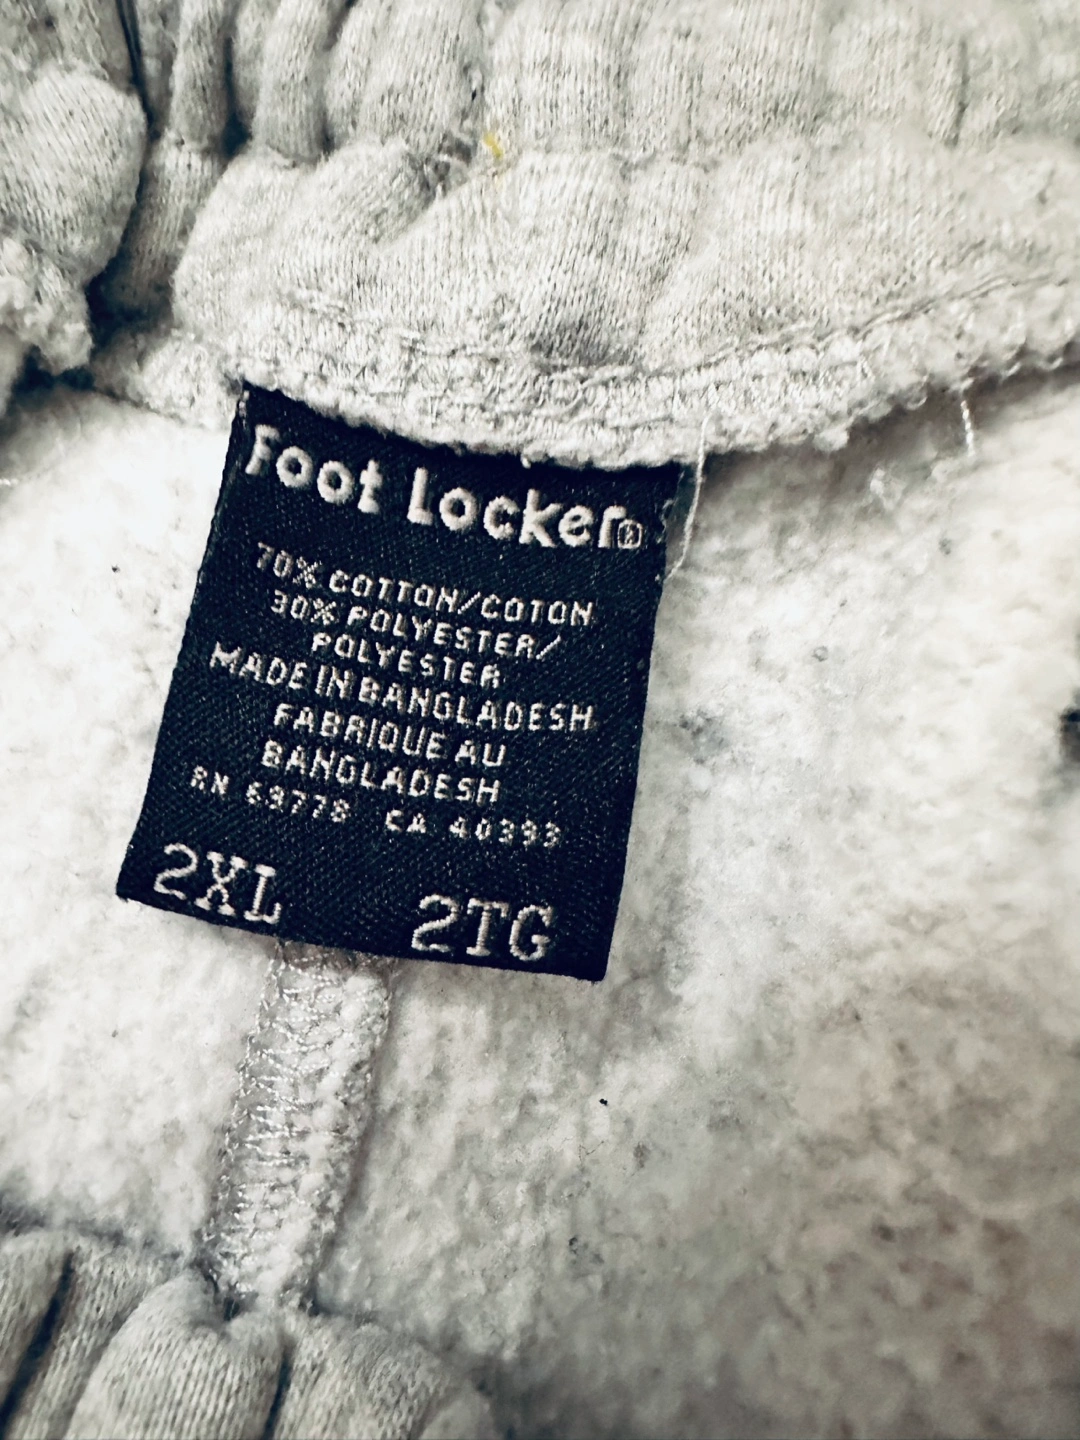 Foot Locker®
70% COTTON/COTON
30% POLYESTER/
POLYESTER
MADE IN BANGLADESH
FABRIQUE AU
BANGLADESH
RN 69778 CA 40393
2XL 2TG